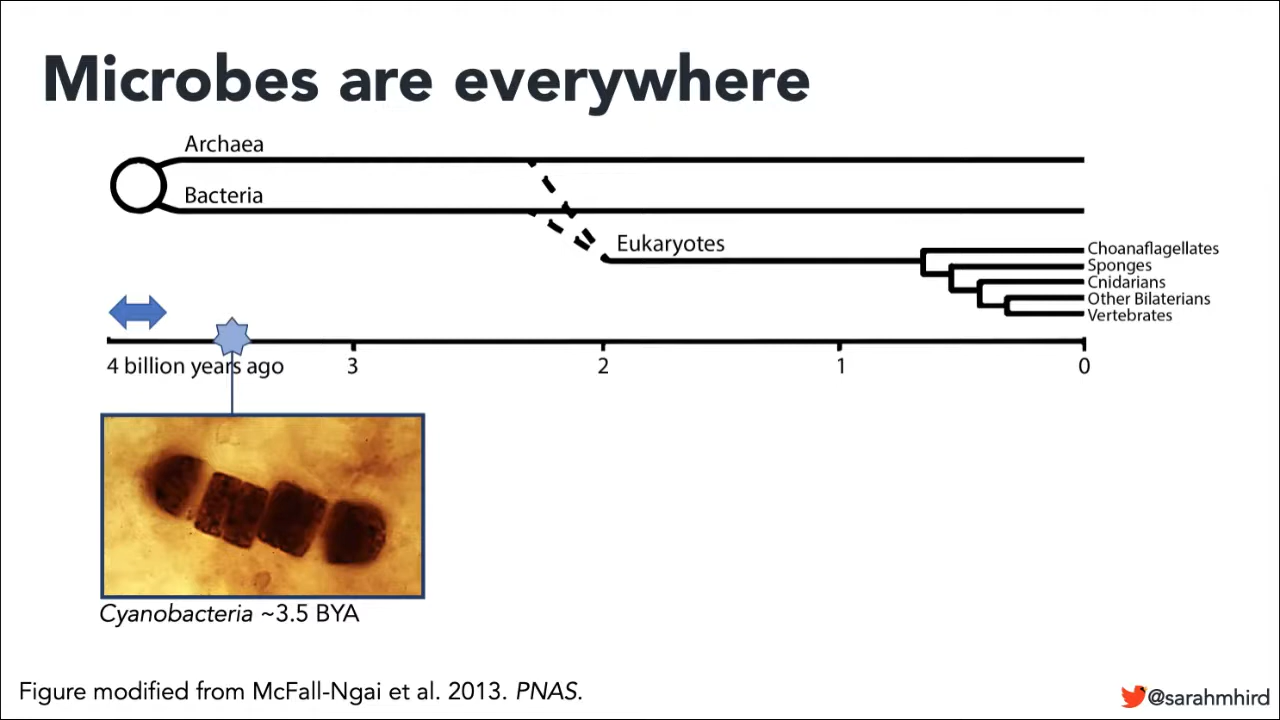 Microbes are everywhere
Archaea
Bacteria
Eukaryotes
Choanaflagellates
Sponges
Cnidarians
Other Bilaterians
Vertebrates
4 billion years ago 3 2 1 0
Cyanobacteria ~3.5 BYA
Figure modified from McFall-Ngai et al. 2013. PNAS.
@sarahmhird